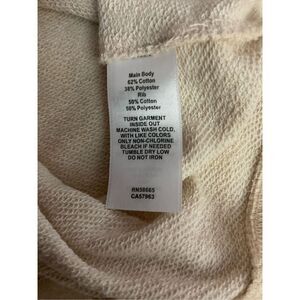 Main Body
62% Cotton
38% Polyester
Rib
50% Cotton
50% Polyester
TURN GARMENT
INSIDE OUT
MACHINE WASH COLD.
WITH LIKE COLORS
ONLY NON-CHLORINE
BLEACH IF NEEDED
TUMBLE DRY LOW
DO NOT IRON
RN58665
CA57963